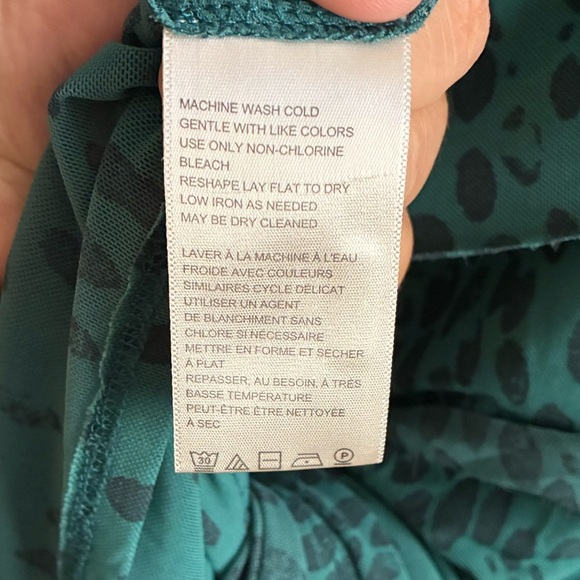 MACHINE WASH COLD
GENTLE WITH LIKE COLORS
USE ONLY NON-CHLORINE
BLEACH
RESHAPE LAY FLAT TO DRY
LOW IRON AS NEEDED
MAY BE DRY CLEANED
LAVER À LA MACHINE À L'EAU
FROIDE AVEC COULEURS
SIMILAIRES CYCLE DÉLICAT
UTILISER UN AGENT
DE BLANCHIMENT SANS
CHLORE SI NÉCESSAIRE
METTRE EN FORME ET SÉCHER
À PLAT
REPASSER, AU BESOIN, À TRÈS
BASSE TEMPÉRATURE
PEUT-ÊTRE ÊTRE NETTOYÉE
À SEC
30 P